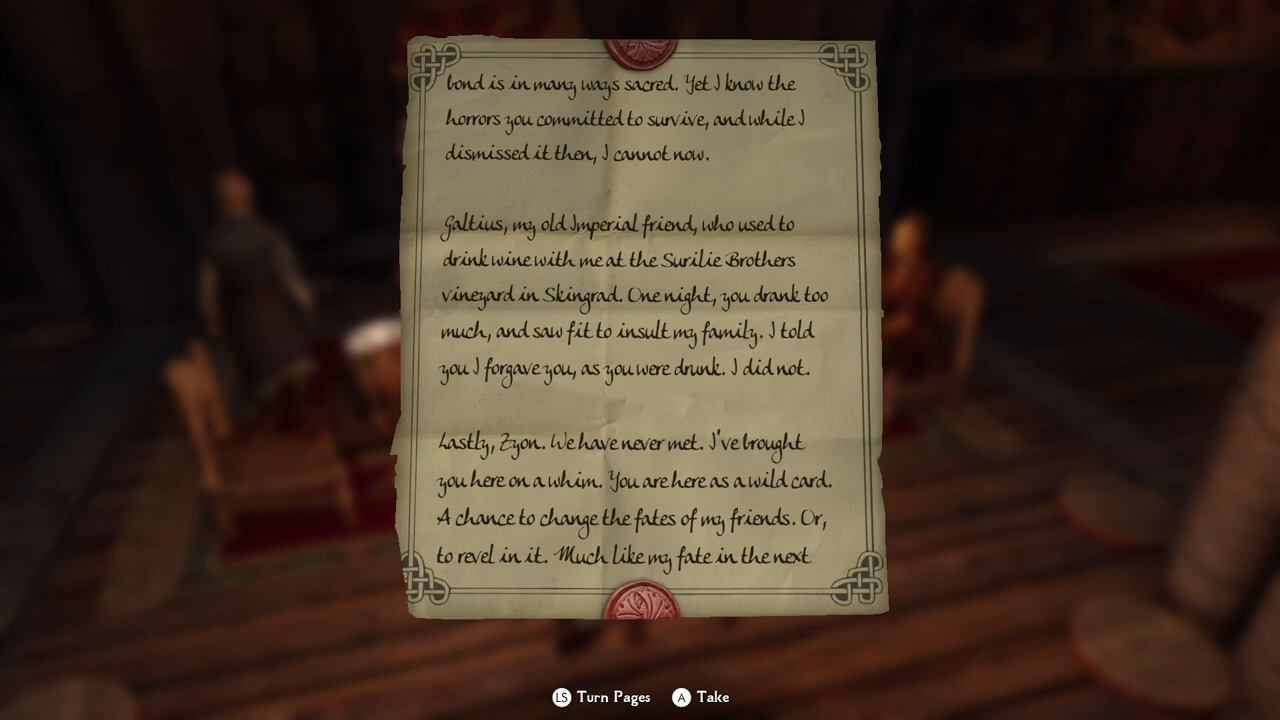 bond is in many ways sacred. Yet I know the
horrors you committed to survive, and while I
dismissed it then, I cannot now.
Galtius, my old Imperial friend, who used to
drink wine with me at the Surilie Brothers
vineyard in Skingrad. One night, you drank too
much, and saw fit to insult my family. I told
you I forgave you, as you were drunk. I did not.
Lastly, Zyon. We have never met. I've brought
you here on a whim. You are here as a wild card.
A chance to change the fates of my friends. Or,
to revel in it. Much like my fate in the next
LS Turn Pages A Take